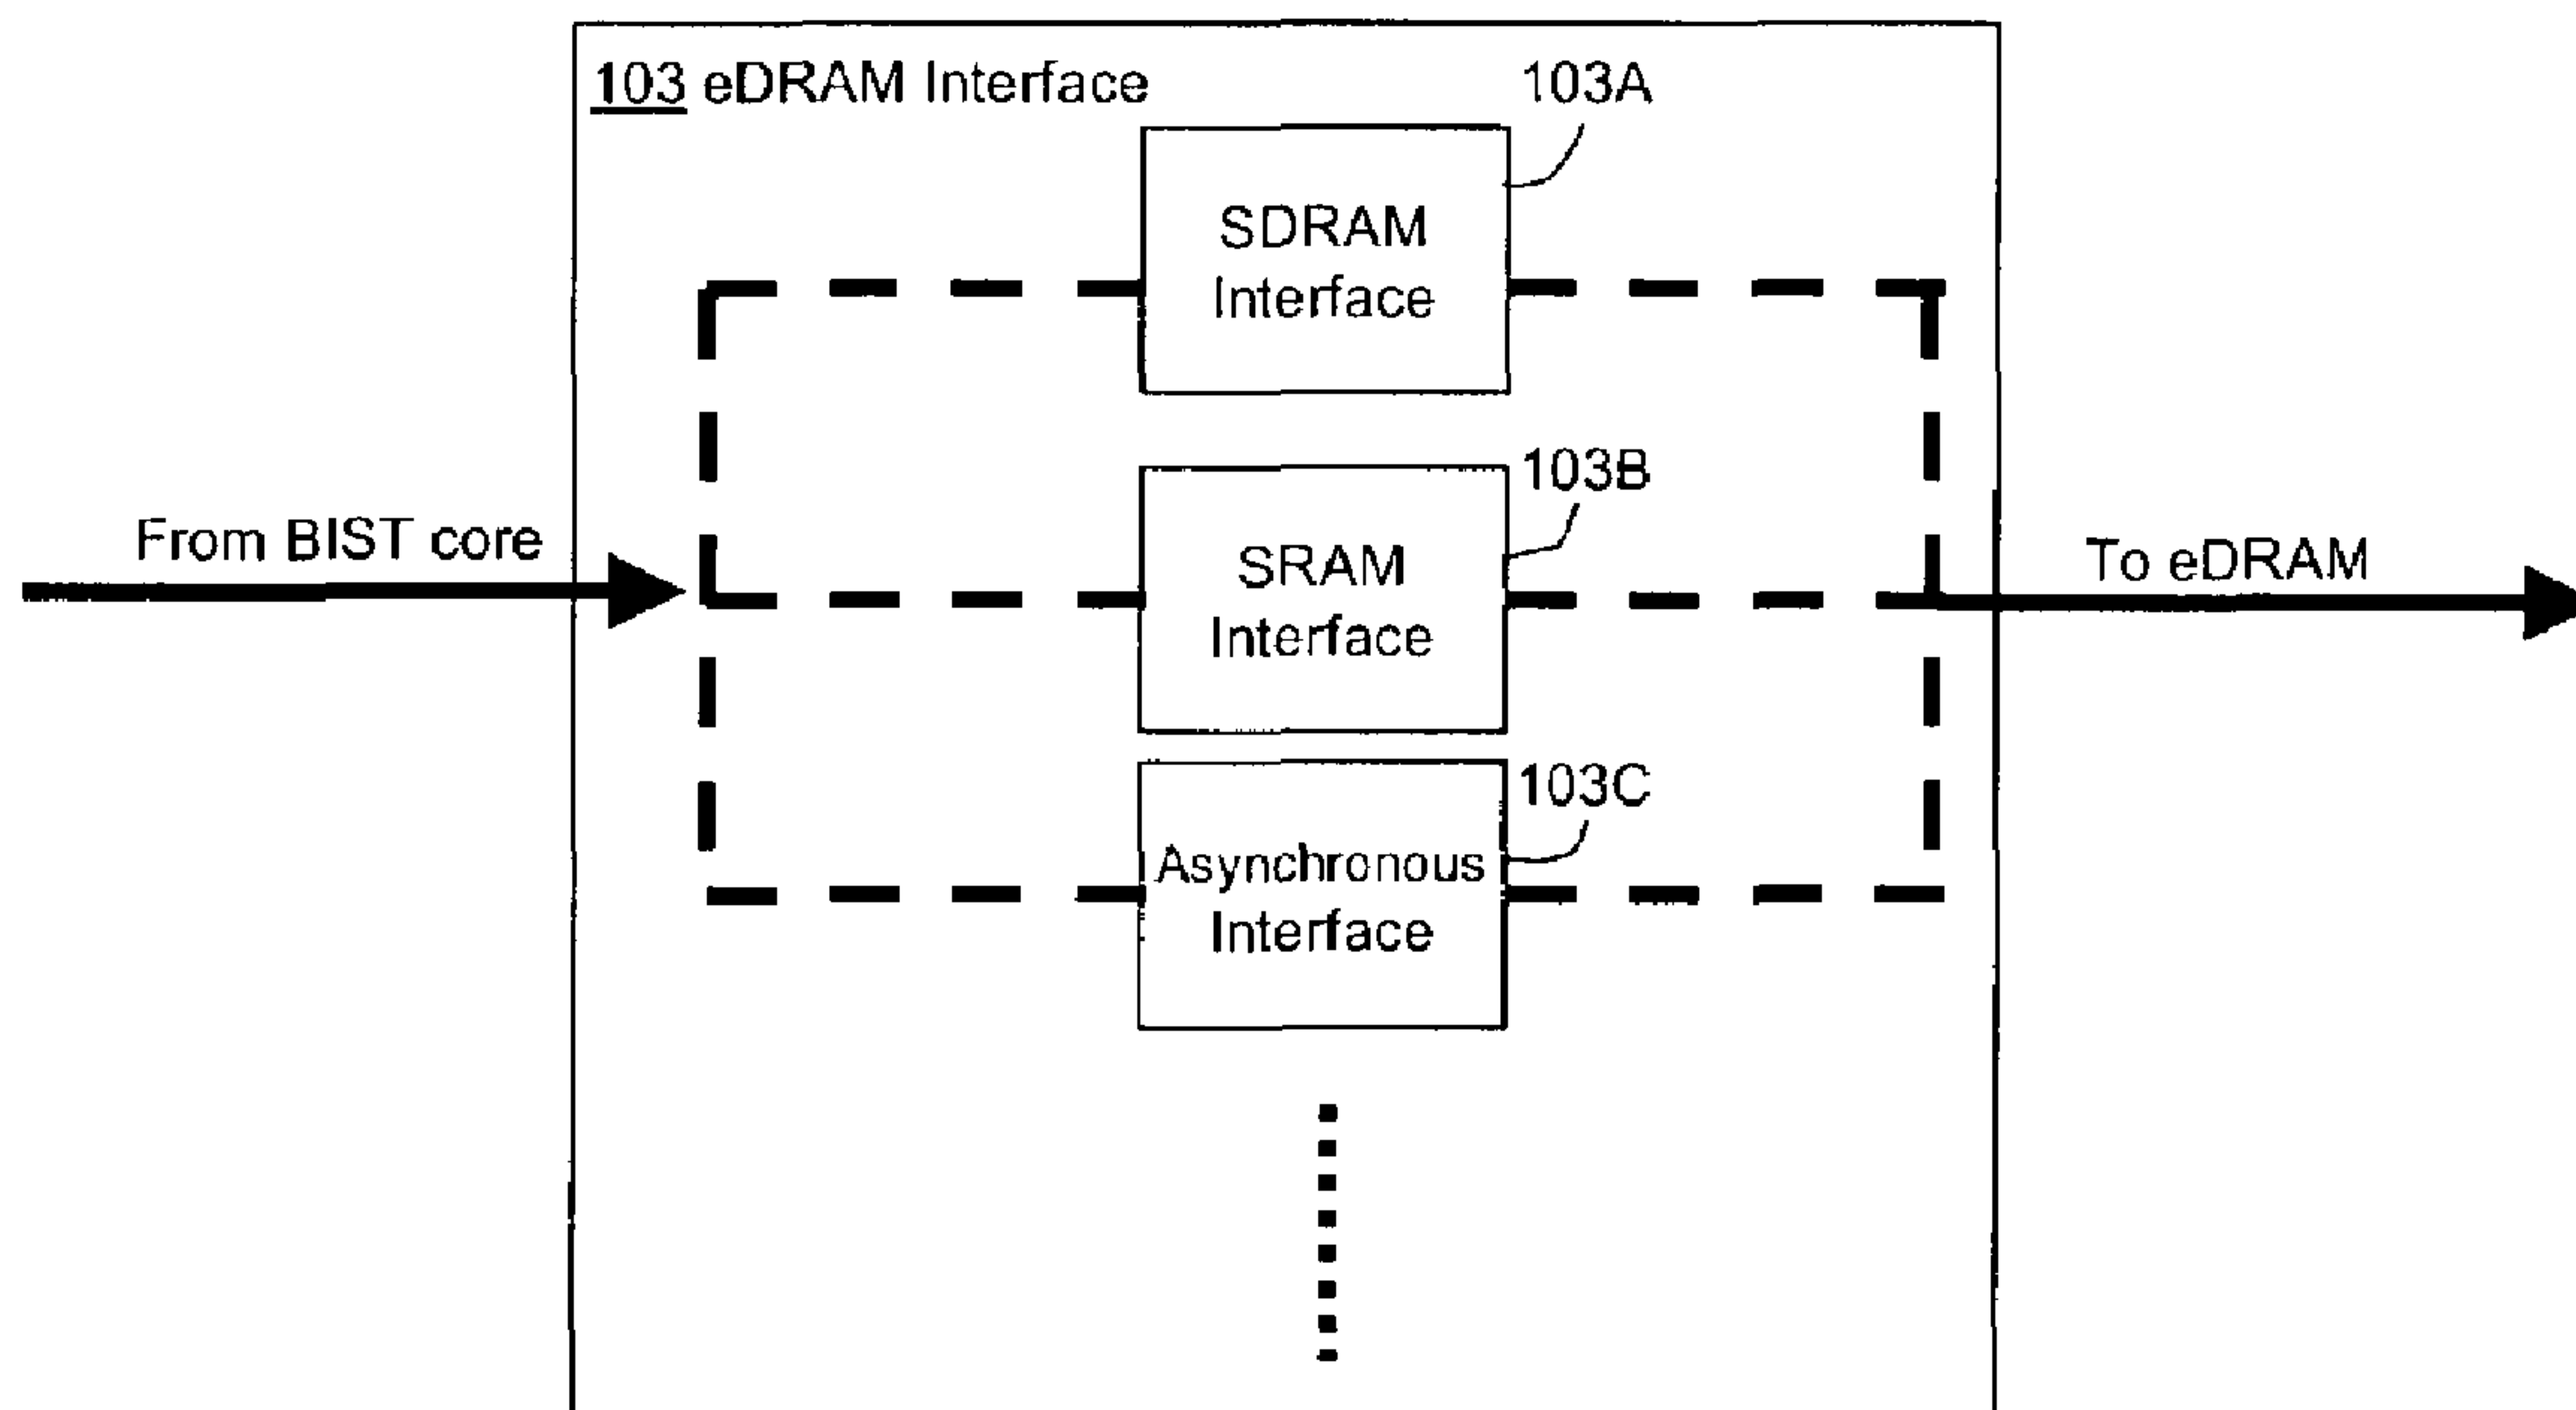 103 eDRAM Interface
103A
SDRAM
Interface
103B
From BIST core
SRAM
Interface
To eDRAM
103C
Asynchronous
Interface